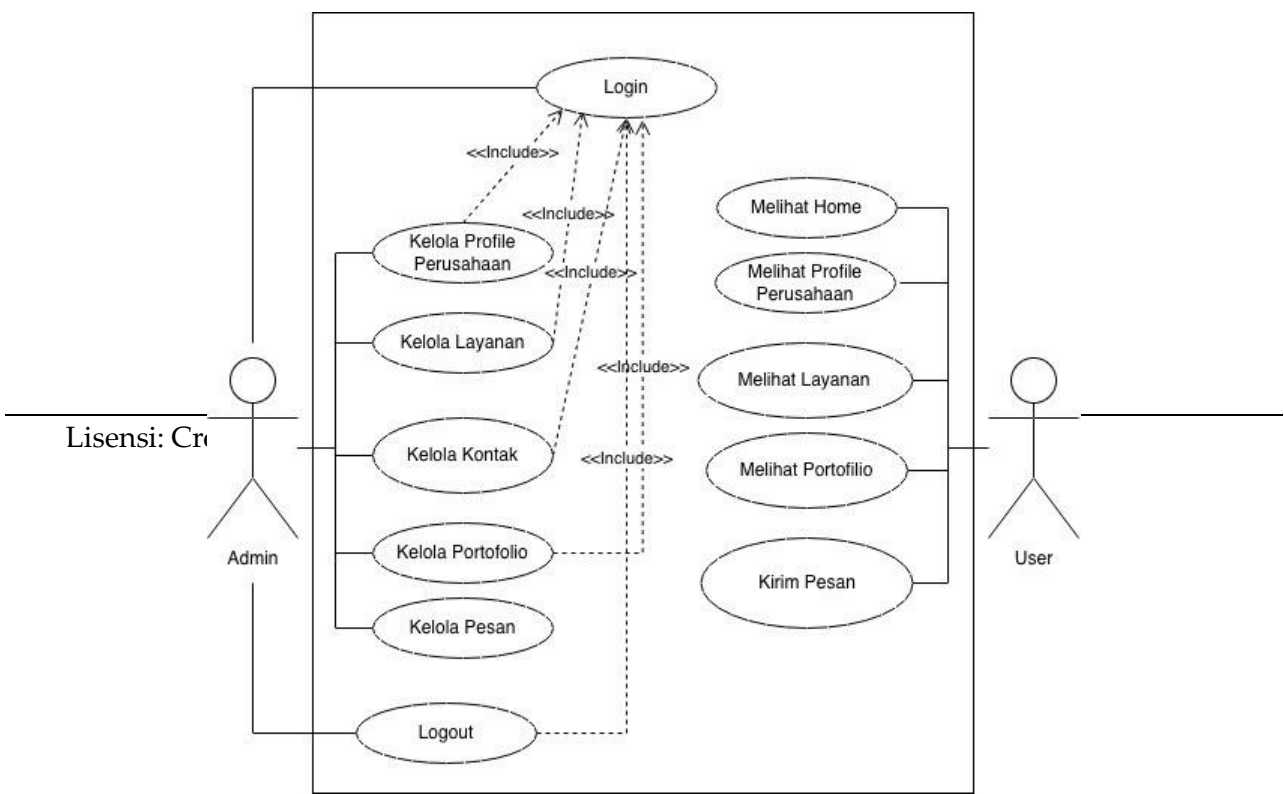 Login
<<Include>>
Melihat Home
<<Include>>
Kelola Profile
Perusahaan
<<Include>>
Melihat Profile
Perusahaan
Kelola Layanan
<<Include>>
Melihat Layanan
Lisensi:
Kelola Kontak
<<Include>>
Melihat Portofilio
Admin
Kelola Portofolio
User
Kirim Pesan
Kelola Pesan
Logout